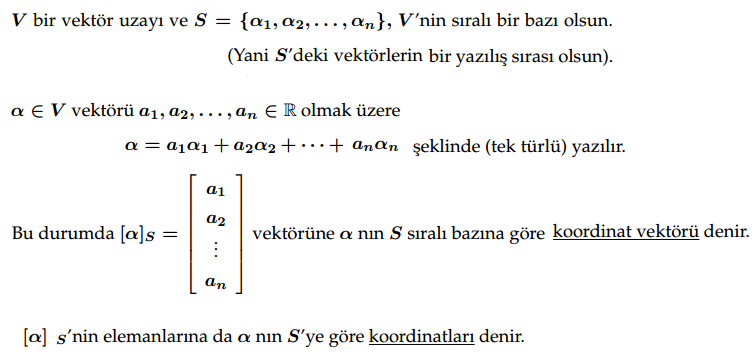 V bir vektör uzayı ve S = {α₁, α₂, . . . , αₙ}, V'nin sıralı bir bazı olsun.
(Yani S'deki vektörlerin bir yazılış sırası olsun).
α ∈ V vektörü a₁, a₂, . . . , aₙ ∈ ℝ olmak üzere
α = a₁α₁ + a₂α₂ + · · · + aₙαₙ şeklinde (tek türlü) yazılır.
Bu durumda [α]s = [ a₁ a₂ ⋮ aₙ ] vektörüne α nın S sıralı bazına göre koordinat vektörü denir.
[α] s'nin elemanlarına da α nın S'ye göre koordinatları denir.